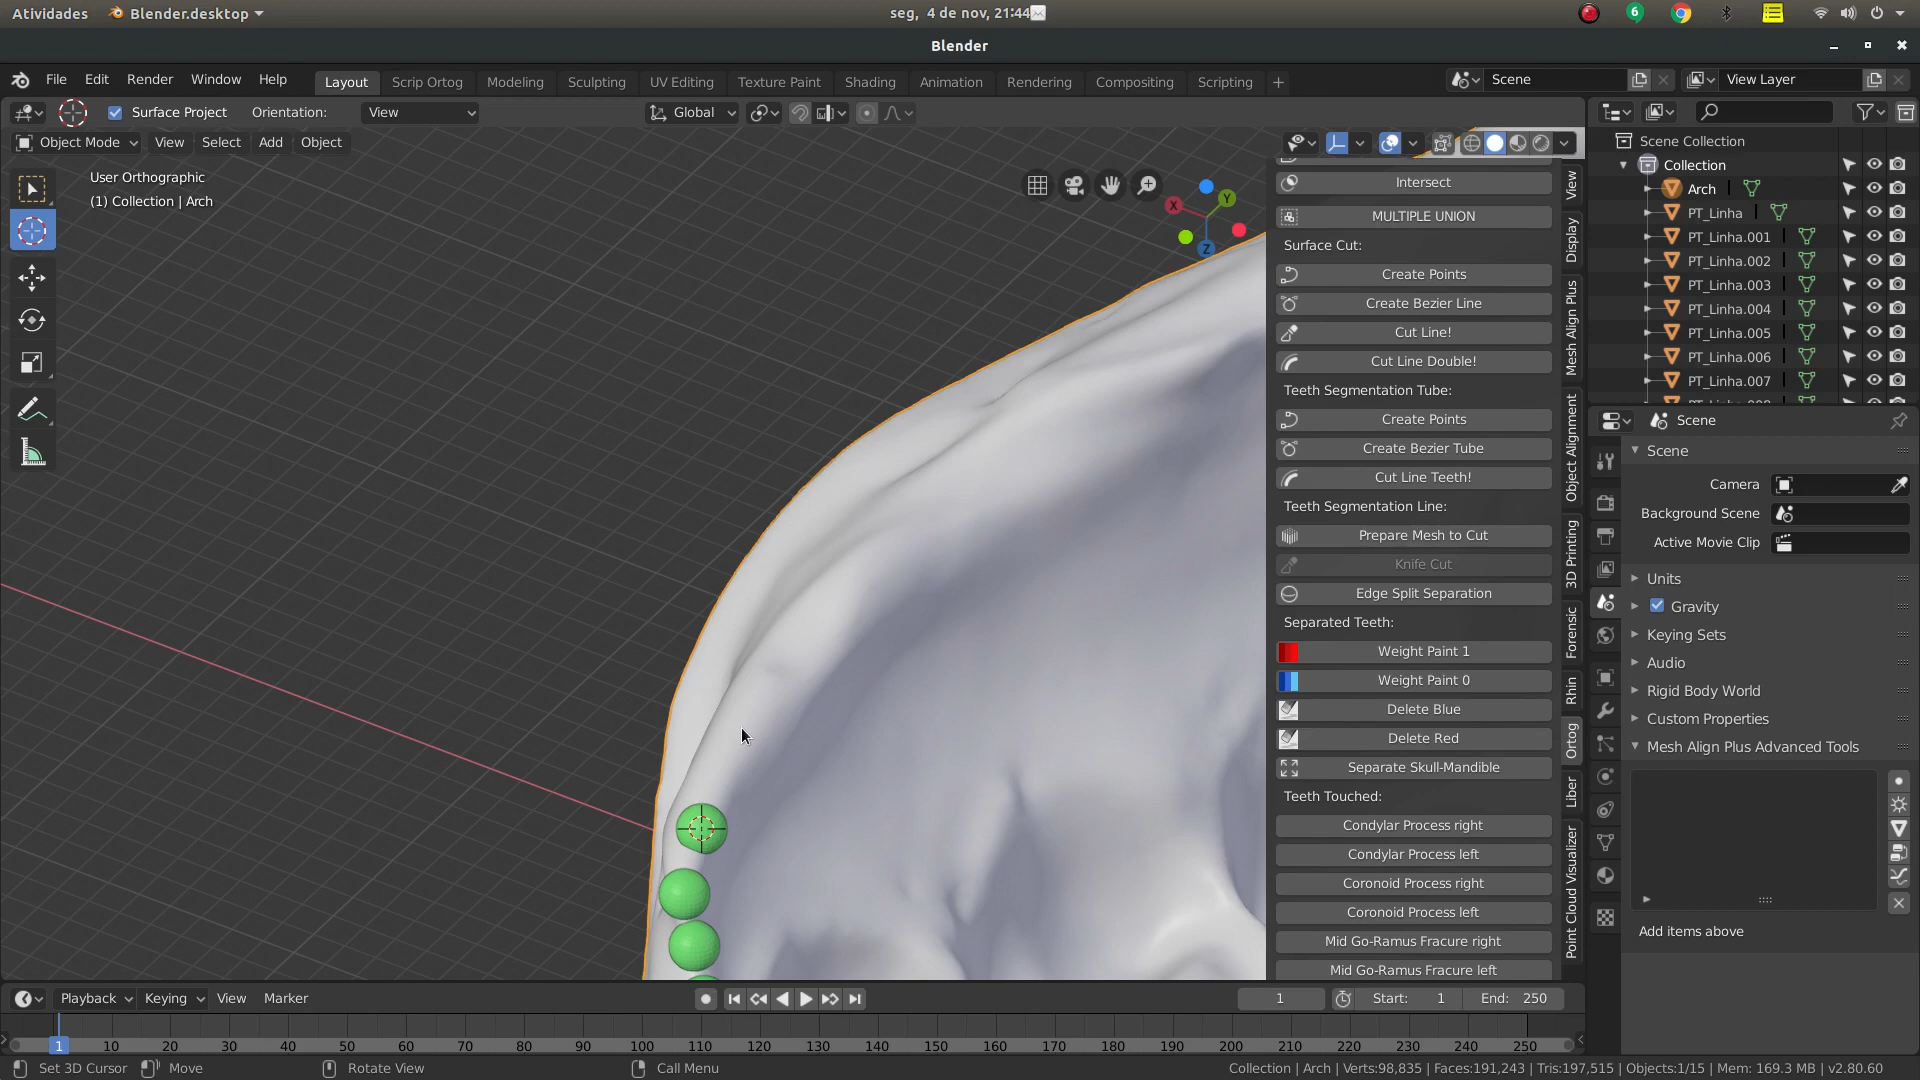 Atividades
Blender.desktop
seg, 4 de nov, 21:44
6
Blender
File Edit Render Window Help
Layout Scrip Ortog Modeling Sculpting UV Editing Texture Paint Shading Animation Rendering Compositing Scripting +
Scene
View Layer
Surface Project Orientation: View
Global
Object Mode View Select Add Object
User Orthographic
(1) Collection | Arch
X
Y
Z
Intersect
MULTIPLE UNION
Surface Cut:
Create Points
Create Bezier Line
Cut Line!
Cut Line Double!
Teeth Segmentation Tube:
Create Points
Create Bezier Tube
Cut Line Teeth!
Teeth Segmentation Line:
Prepare Mesh to Cut
Knife Cut
Edge Split Separation
Separated Teeth:
Weight Paint 1
Weight Paint 0
Delete Blue
Delete Red
Separate Skull-Mandible
Teeth Touched:
Condylar Process right
Condylar Process left
Coronoid Process right
Coronoid Process left
Mid Go-Ramus Fracure right
Mid Go-Ramus Fracure left
View
Display
Mesh Align Plus
Object Alignment
3D Printing
Forensic
Rhin
Ortog
Liber
Point Cloud Visualizer
Scene Collection
Collection
Arch
PT_Linha
PT_Linha.001
PT_Linha.002
PT_Linha.003
PT_Linha.004
PT_Linha.005
PT_Linha.006
PT_Linha.007
Scene
Scene
Camera
Background Scene
Active Movie Clip
Units
Gravity
Keying Sets
Audio
Rigid Body World
Custom Properties
Mesh Align Plus Advanced Tools
Add items above
Playback Keying View Marker
1
Start: 1
End: 250
1 10 20 30 40 50 60 70 80 90 100 110 120 130 140 150 160 170 180 190 200 210 220 230 240 250
Set 3D Cursor
Move
Rotate View
Call Menu
Collection | Arch | Verts:98,835 | Faces:191,243 | Tris:197,515 | Objects:1/15 | Mem: 169.3 MB | v2.80.60